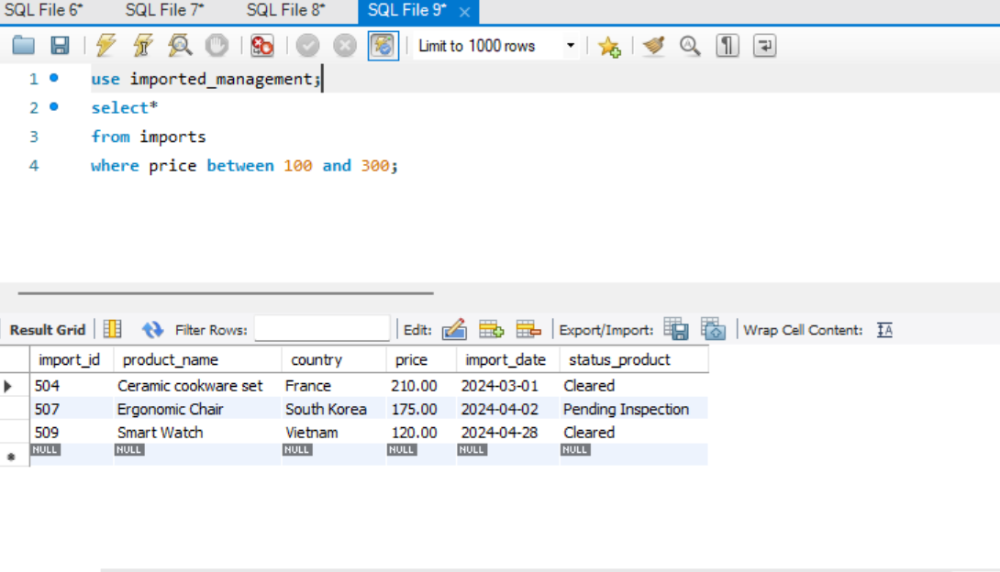 SQL File 6* SQL File 7* SQL File 8* SQL File 9*
Limit to 1000 rows
1 use imported_management;
2 select*
3 from imports
4 where price between 100 and 300;
Result Grid Filter Rows: Edit: Export/Import: Wrap Cell Content:
import_id product_name country price import_date status_product
504 Ceramic cookware set France 210.00 2024-03-01 Cleared
507 Ergonomic Chair South Korea 175.00 2024-04-02 Pending Inspection
509 Smart Watch Vietnam 120.00 2024-04-28 Cleared
NULL NULL NULL NULL NULL NULL